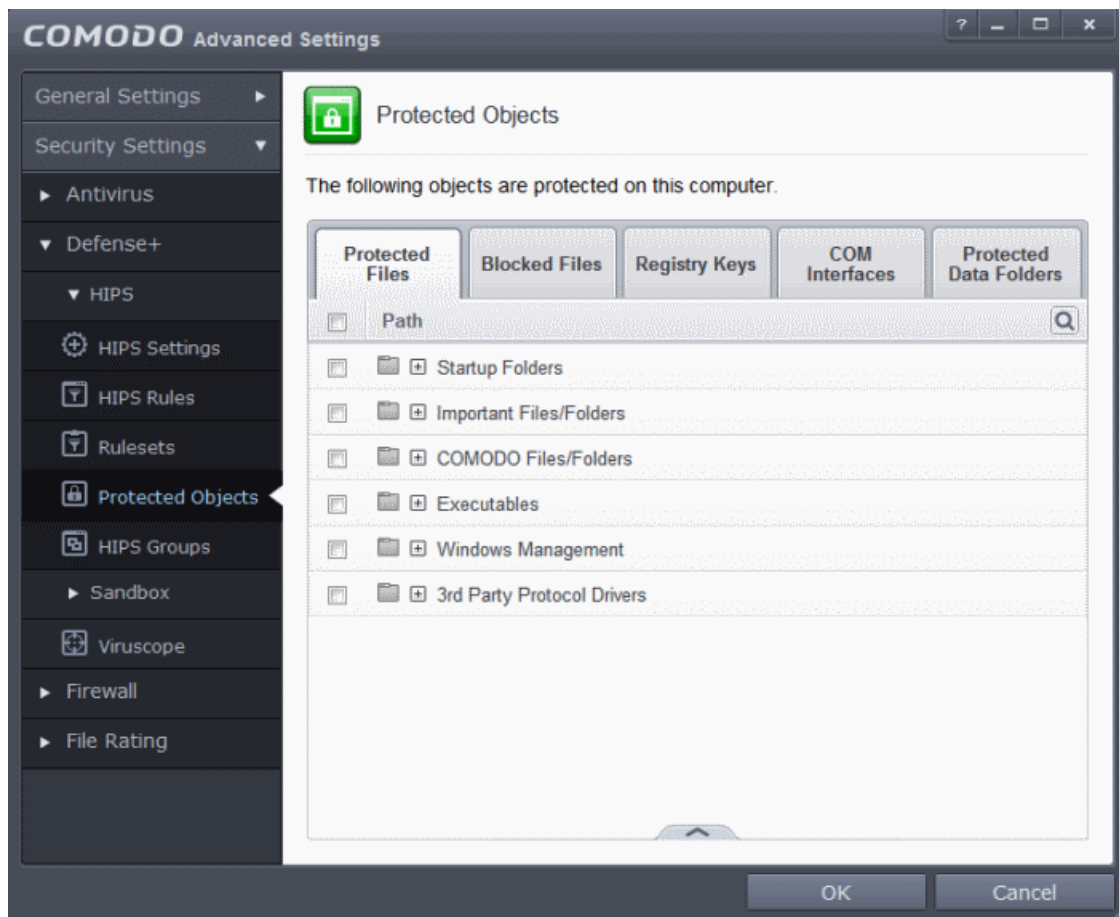 COMODO Advanced Settings
?
General Settings
Security Settings
Antivirus
Defense+
HIPS
HIPS Settings
HIPS Rules
Rulesets
Protected Objects
HIPS Groups
Sandbox
Viruscope
Firewall
File Rating
Protected Objects
The following objects are protected on this computer.
Protected Files
Blocked Files
Registry Keys
COM Interfaces
Protected Data Folders
Path
Startup Folders
Important Files/Folders
COMODO Files/Folders
Executables
Windows Management
3rd Party Protocol Drivers
OK
Cancel